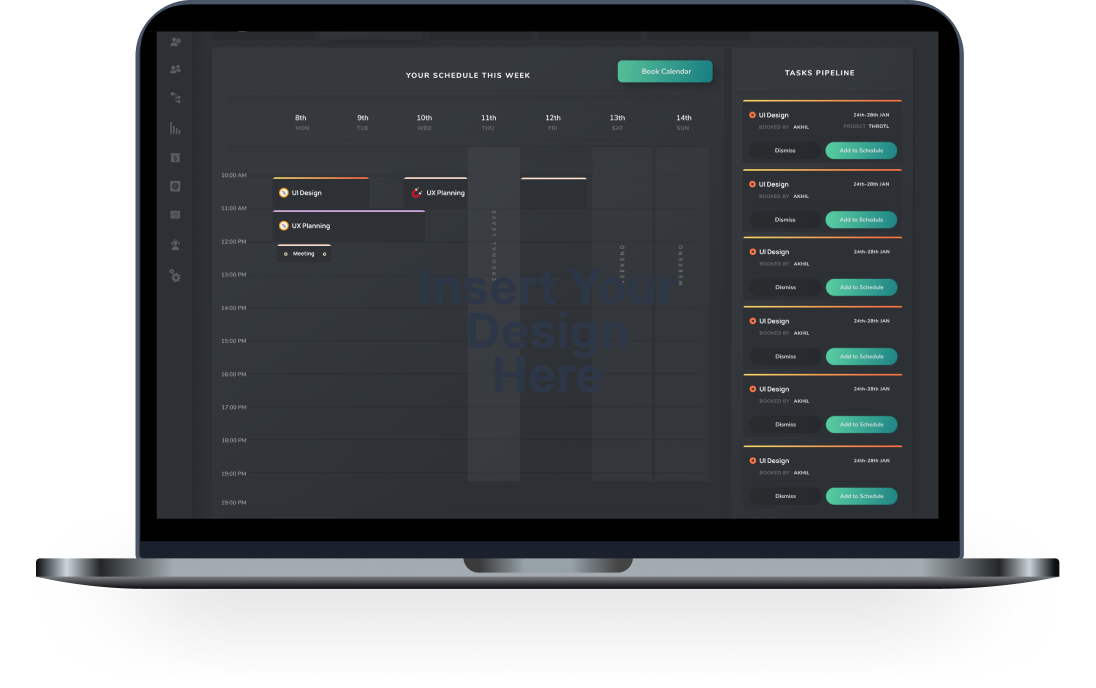 YOUR SCHEDULE THIS WEEK
Book Calendar
8th 9th 10th 11th 12th 13th 14th
MON TUE WED THU FRI SAT SUN
10:00 AM
UI Design UX Planning
11:00 AM
UX Planning
12:00 PM
Meeting
13:00 PM
14:00 PM
15:00 PM
16:00 PM
17:00 PM
18:00 PM
19:00 PM
19:00 PM
ERSONAL LEAVE
EEKEND
WEEKEND
Insert Your
Design
Here
TASKS PIPELINE
UI Design 24th-28th JAN
BOOKED BY AKHIL PROJECT THROTL
Dismiss Add to Schedule
UI Design 24th-28th JAN
BOOKED BY AKHIL
Dismiss Add to Schedule
UI Design 24th-28th JAN
BOOKED BY AKHIL
Dismiss Add to Schedule
UI Design 24th-28th JAN
BOOKED BY AKHIL
Dismiss Add to Schedule
UI Design 24th-28th JAN
BOOKED BY AKHIL
Dismiss Add to Schedule
UI Design 24th-28th JAN
BOOKED BY AKHIL
Dismiss Add to Schedule